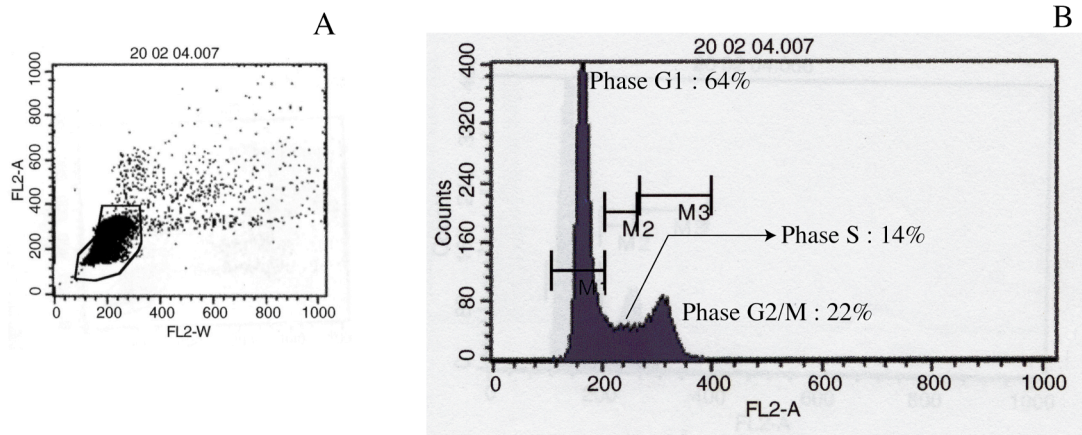 A
20 02 04.007
1000
800
600
400
200
0
FL2-A
0 200 400 600 800 1000
FL2-W
B
20 02 04.007
400
320
240
160
80
0
Counts
Phase G1 : 64%
M3
M2
Phase S : 14%
M
Phase G2/M : 22%
0 200 400 600 800 1000
FL2-A